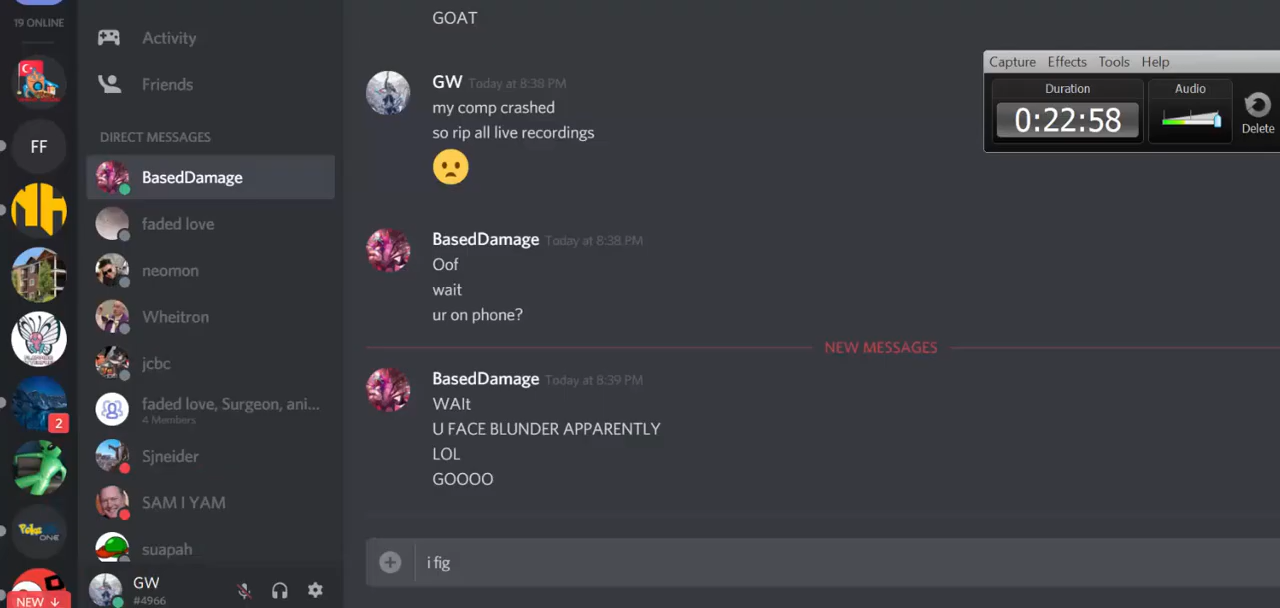 19 ONLINE
FF
2
NEW ↓
Activity
Friends
DIRECT MESSAGES
BasedDamage
faded love
neomon
Wheitron
jcbc
faded love, Surgeon, ani...
4 Members
Sjneider
SAM I YAM
suapah
GW
#4966
GOAT
GW Today at 8:38 PM
my comp crashed
so rip all live recordings
BasedDamage Today at 8:38 PM
Oof
wait
ur on phone?
NEW MESSAGES
BasedDamage Today at 8:39 PM
WAIt
U FACE BLUNDER APPARENTLY
LOL
GOOOO
i fig
Capture Effects Tools Help
Duration
0:22:58
Audio
Delete